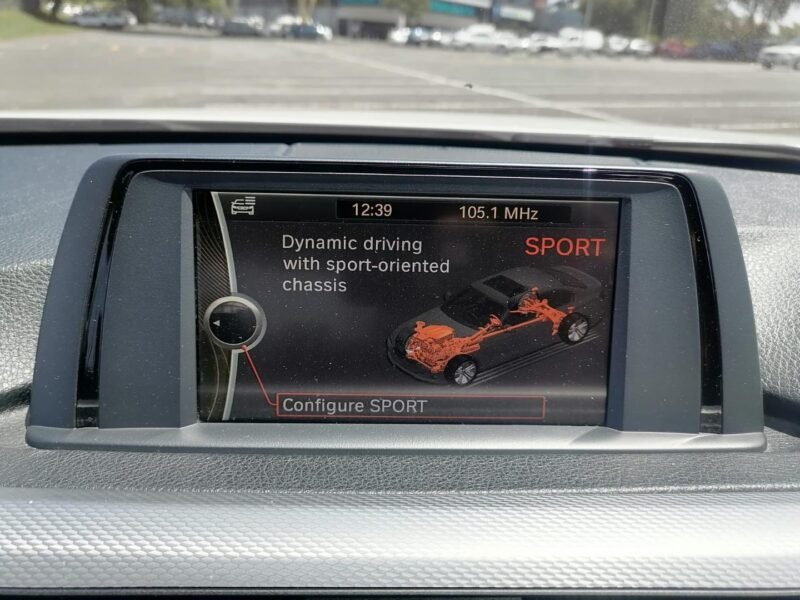 12:39 105.1 MHz
Dynamic driving SPORT
with sport-oriented
chassis
Configure SPORT